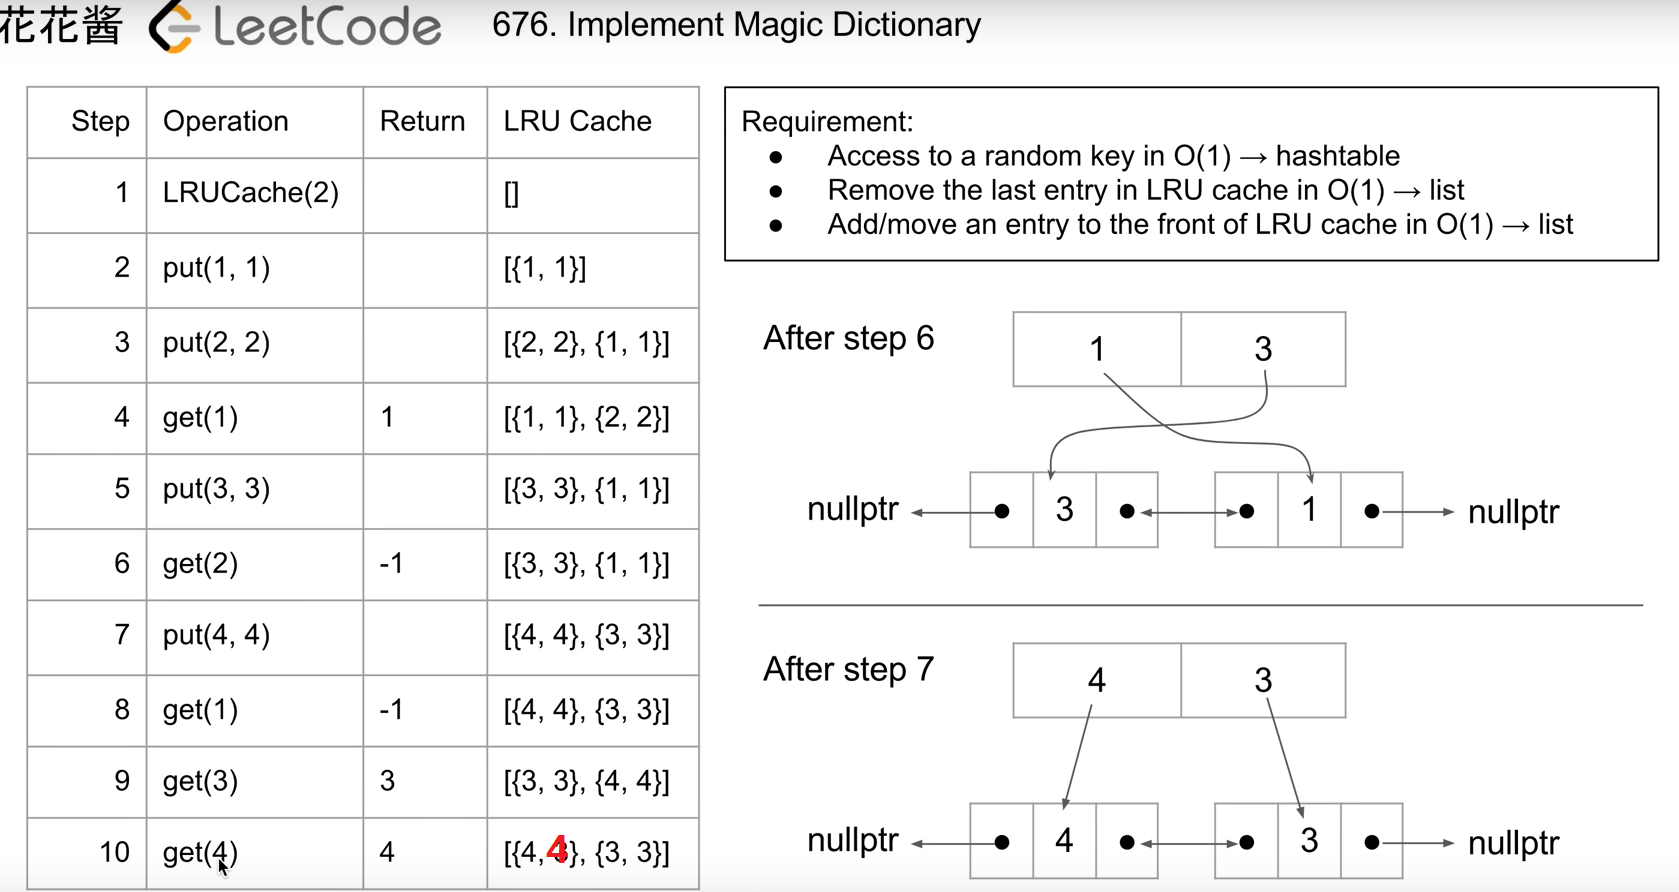 花花酱 LeetCode 676. Implement Magic Dictionary
Step Operation Return LRU Cache
1 LRUCache(2) []
2 put(1, 1) [{1, 1}]
3 put(2, 2) [{2, 2}, {1, 1}]
4 get(1) 1 [{1, 1}, {2, 2}]
5 put(3, 3) [{3, 3}, {1, 1}]
6 get(2) -1 [{3, 3}, {1, 1}]
7 put(4, 4) [{4, 4}, {3, 3}]
8 get(1) -1 [{4, 4}, {3, 3}]
9 get(3) 3 [{3, 3}, {4, 4}]
10 get(4) 4 [{4, 4}, {3, 3}]
Requirement:
● Access to a random key in O(1) → hashtable
● Remove the last entry in LRU cache in O(1) → list
● Add/move an entry to the front of LRU cache in O(1) → list
After step 6
1 3
nullptr 3 1 nullptr
After step 7
4 3
nullptr 4 3 nullptr